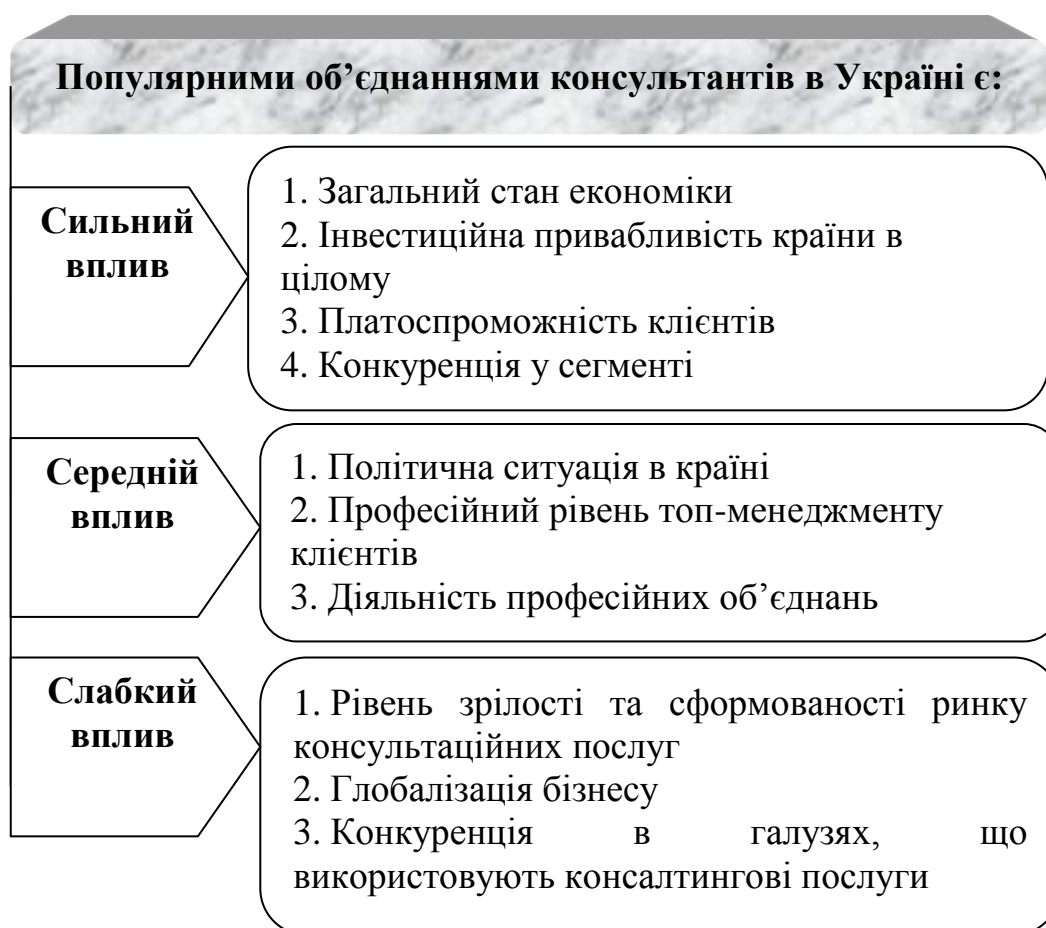 Популярними об’єднаннями консультантів в Україні є:
Сильний
вплив
1. Загальний стан економіки
2. Інвестиційна привабливість країни в
цілому
3. Платоспроможність клієнтів
4. Конкуренція у сегменті
Середній
вплив
1. Політична ситуація в країні
2. Професійний рівень топ-менеджменту
клієнтів
3. Діяльність професійних об’єднань
Слабкий
вплив
1. Рівень зрілості та сформованості ринку
консультаційних послуг
2. Глобалізація бізнесу
3. Конкуренція в галузях, що
використовують консалтингові послуги